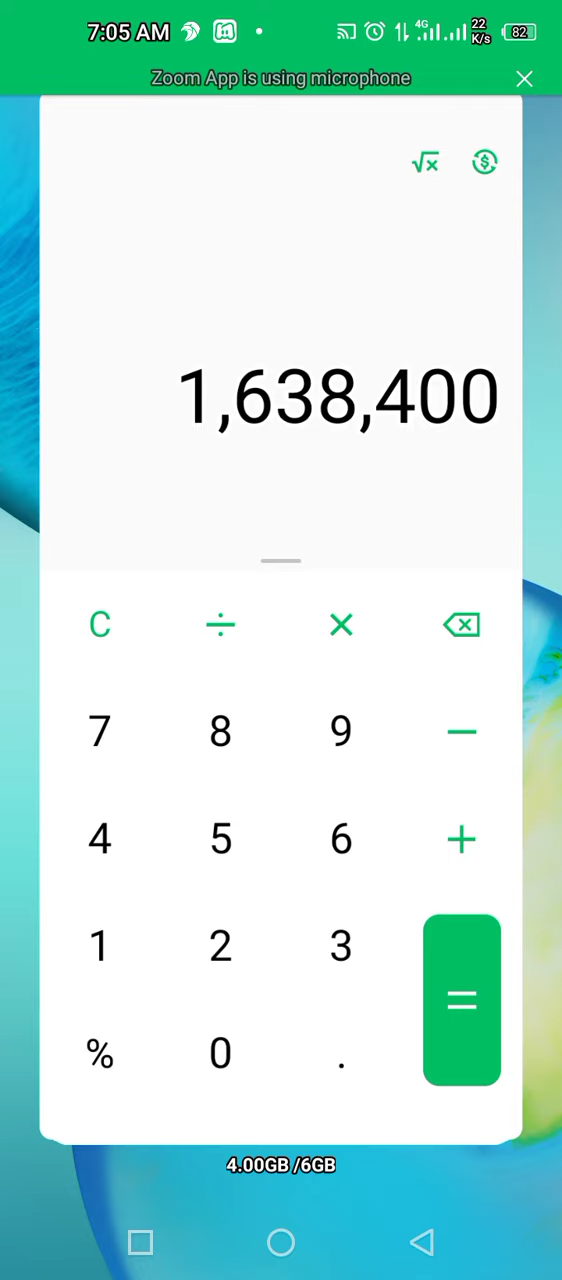 7:05 AM 4G 22 K/s 82
Zoom App is using microphone
√x $
1,638,400
C ÷ ×
7 8 9 −
4 5 6 +
1 2 3
=
% 0 .
4.00GB /6GB